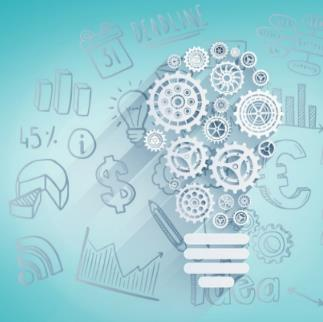 DEADLINE
31
45%
i
$
€
idea